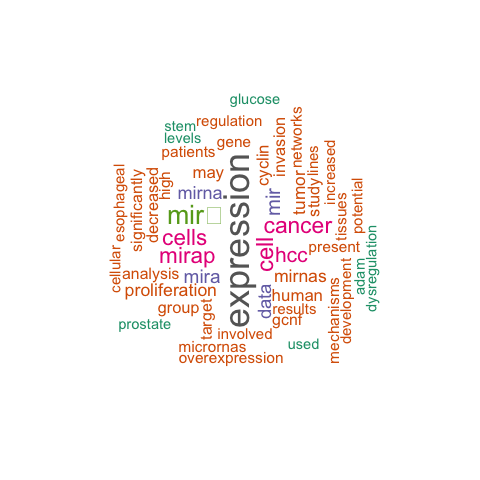 glucose
regulation
stem
levels
gene
patients
may
high
mirna
decreased
significantly
esophageal
cellular
mir□
cells
mirap
mira
analysis
proliferation
group
target
prostate
involved
micrornas
overexpression
expression
cyclin
invasion
networks
tumor
study
lines
increased
mir
cancer
tissues
potential
cell
hcc
present
mirnas
data
human
results
gcnf
used
mechanisms
development
adam
dysregulation